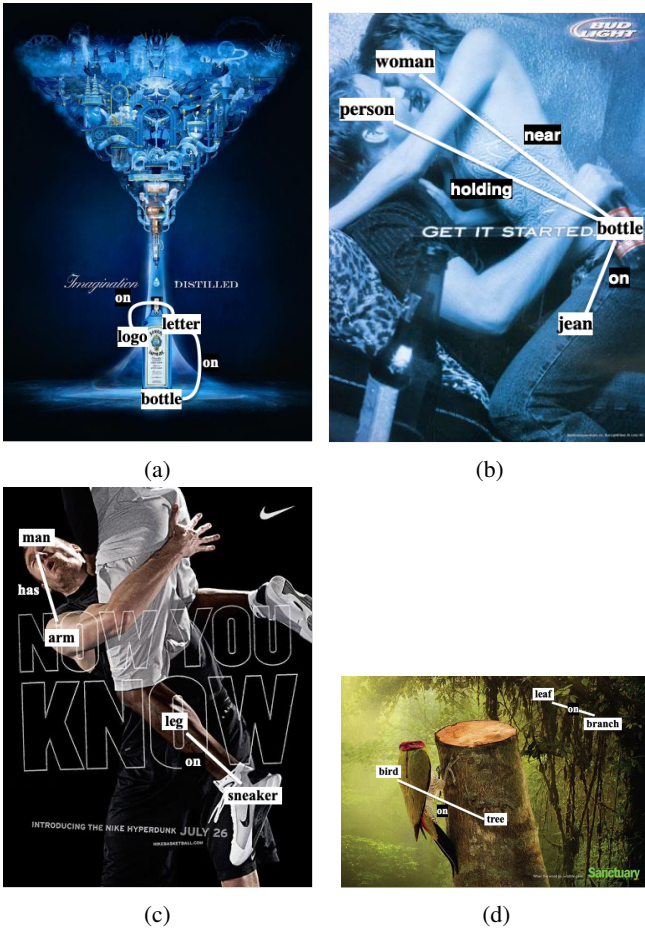 Imagination DISTILLED
on
logo letter
on
bottle
(a)
BUD
LIGHT
woman
person
near
holding
GET IT STARTED.
bottle
on
jean
(b)
man
has
arm
NOW YOU
KNOW
leg
on
sneaker
INTRODUCING THE NIKE HYPERDUNK JULY 26
NIKEBASKETBALL.COM
(c)
leaf
on
branch
bird
on
tree
Sanctuary
(d)